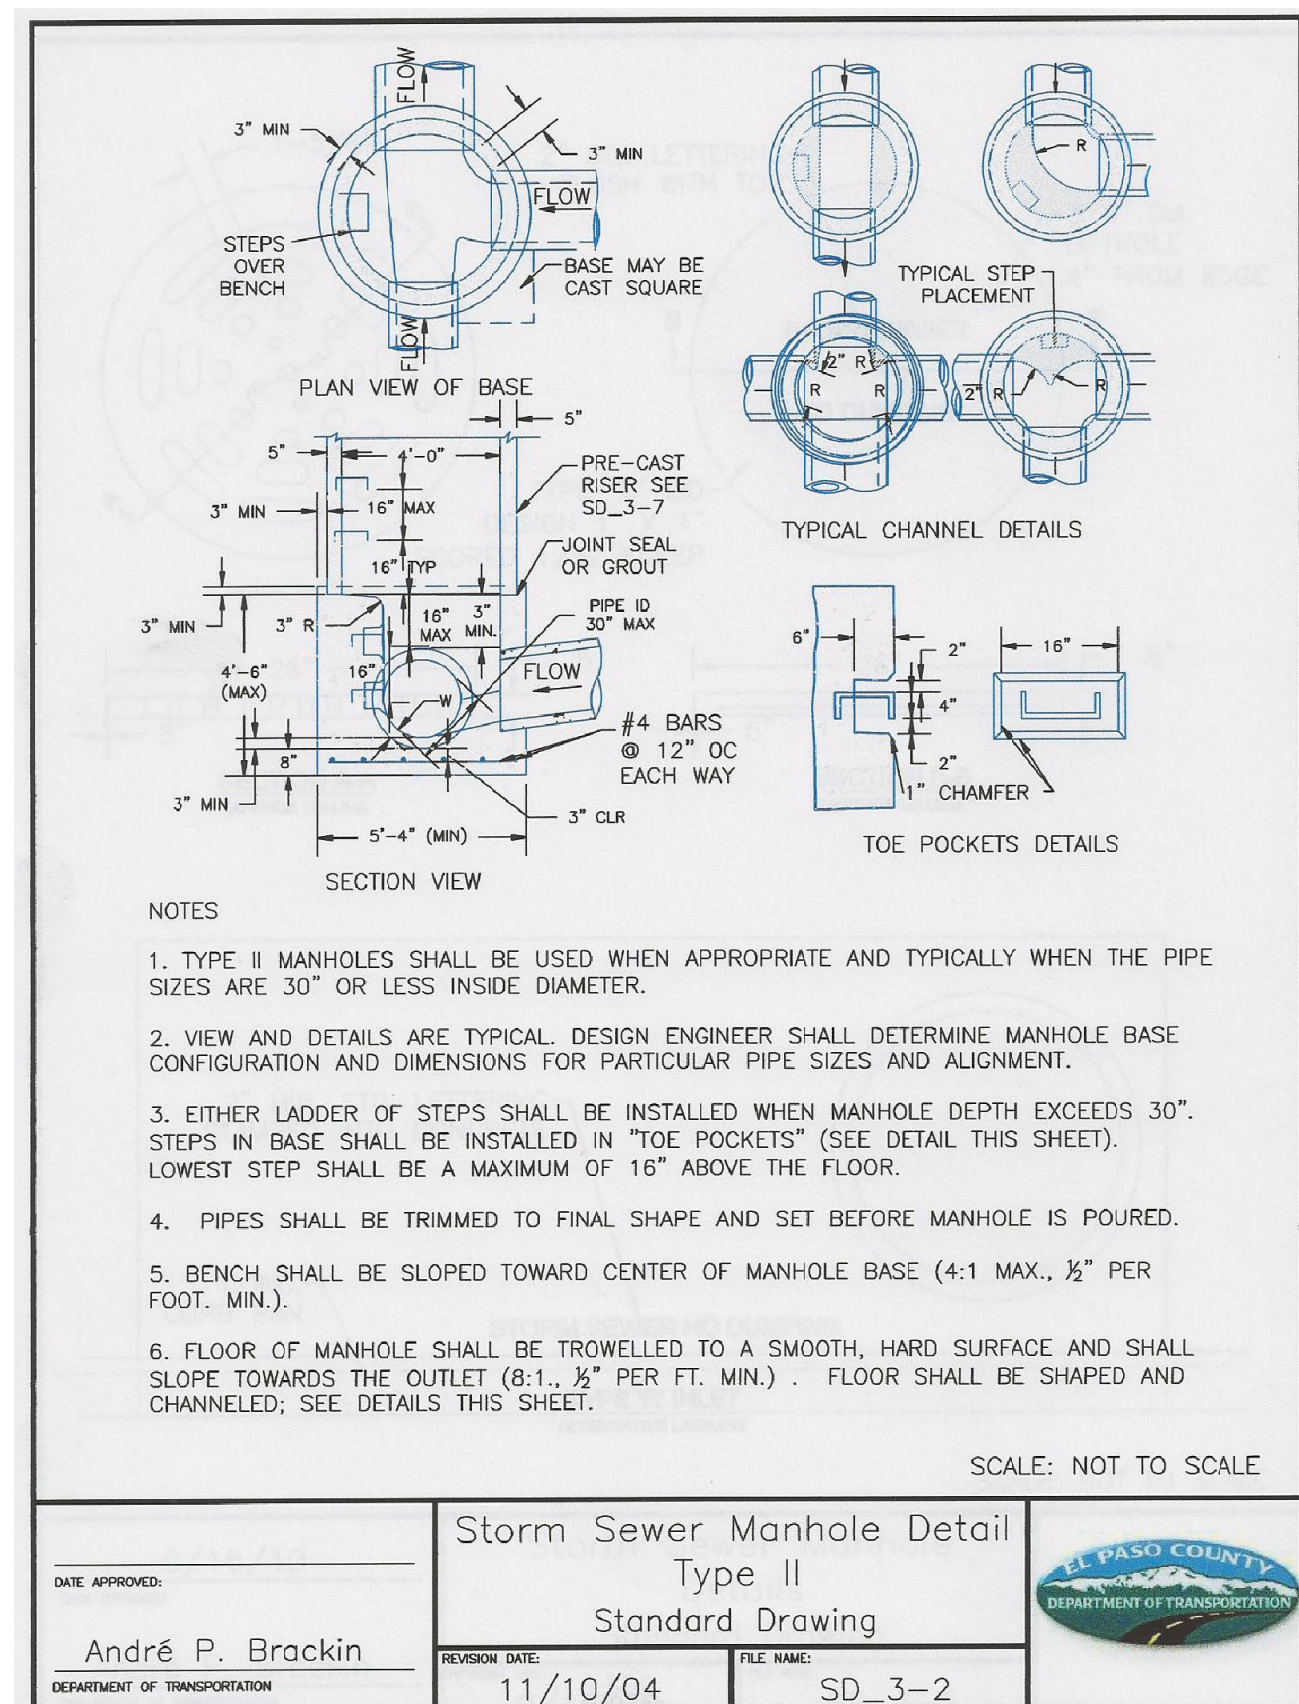 FLOW
3" MIN
3" MIN
FLOW
STEPS
OVER
BENCH
BASE MAY BE
CAST SQUARE
FLOW
PLAN VIEW OF BASE
R
TYPICAL STEP
PLACEMENT
2" R
R
R
2" R
R
TYPICAL CHANNEL DETAILS
5"
5"
4'-0"
PRE-CAST
RISER SEE
SD_3-7
3" MIN
16" MAX
JOINT SEAL
OR GROUT
16" TYP
3" MIN
3" R
16"
MAX
3"
MIN.
PIPE ID
30" MAX
4'-6"
(MAX)
16"
FLOW
W
#4 BARS
@ 12" OC
EACH WAY
8"
3" MIN
3" CLR
5'-4" (MIN)
SECTION VIEW
6"
2"
4"
2"
16"
1" CHAMFER
TOE POCKETS DETAILS
NOTES
1. TYPE II MANHOLES SHALL BE USED WHEN APPROPRIATE AND TYPICALLY WHEN THE PIPE
SIZES ARE 30" OR LESS INSIDE DIAMETER.
2. VIEW AND DETAILS ARE TYPICAL. DESIGN ENGINEER SHALL DETERMINE MANHOLE BASE
CONFIGURATION AND DIMENSIONS FOR PARTICULAR PIPE SIZES AND ALIGNMENT.
3. EITHER LADDER OF STEPS SHALL BE INSTALLED WHEN MANHOLE DEPTH EXCEEDS 30".
STEPS IN BASE SHALL BE INSTALLED IN "TOE POCKETS" (SEE DETAIL THIS SHEET).
LOWEST STEP SHALL BE A MAXIMUM OF 16" ABOVE THE FLOOR.
4. PIPES SHALL BE TRIMMED TO FINAL SHAPE AND SET BEFORE MANHOLE IS POURED.
5. BENCH SHALL BE SLOPED TOWARD CENTER OF MANHOLE BASE (4:1 MAX., ½" PER
FOOT. MIN.).
6. FLOOR OF MANHOLE SHALL BE TROWELLED TO A SMOOTH, HARD SURFACE AND SHALL
SLOPE TOWARDS THE OUTLET (8:1., ½" PER FT. MIN.) . FLOOR SHALL BE SHAPED AND
CHANNELED; SEE DETAILS THIS SHEET.
SCALE: NOT TO SCALE
DATE APPROVED:
André P. Brackin
DEPARTMENT OF TRANSPORTATION
Storm Sewer Manhole Detail
Type II
Standard Drawing
REVISION DATE:
11/10/04
FILE NAME:
SD_3-2
EL PASO COUNTY
DEPARTMENT OF TRANSPORTATION